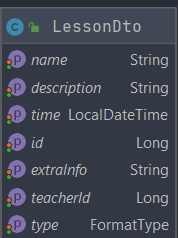 C LessonDto
p name String
p description String
p time LocalDateTime
p id Long
p extraInfo String
p teacherId Long
p type FormatType